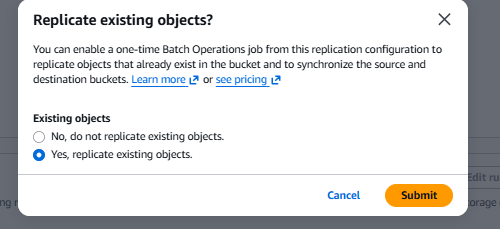 Replicate existing objects?
You can enable a one-time Batch Operations job from this replication configuration to
replicate objects that already exist in the bucket and to synchronize the source and
destination buckets. Learn more or see pricing
Existing objects
No, do not replicate existing objects.
Yes, replicate existing objects.
Edit ru
Cancel
Submit